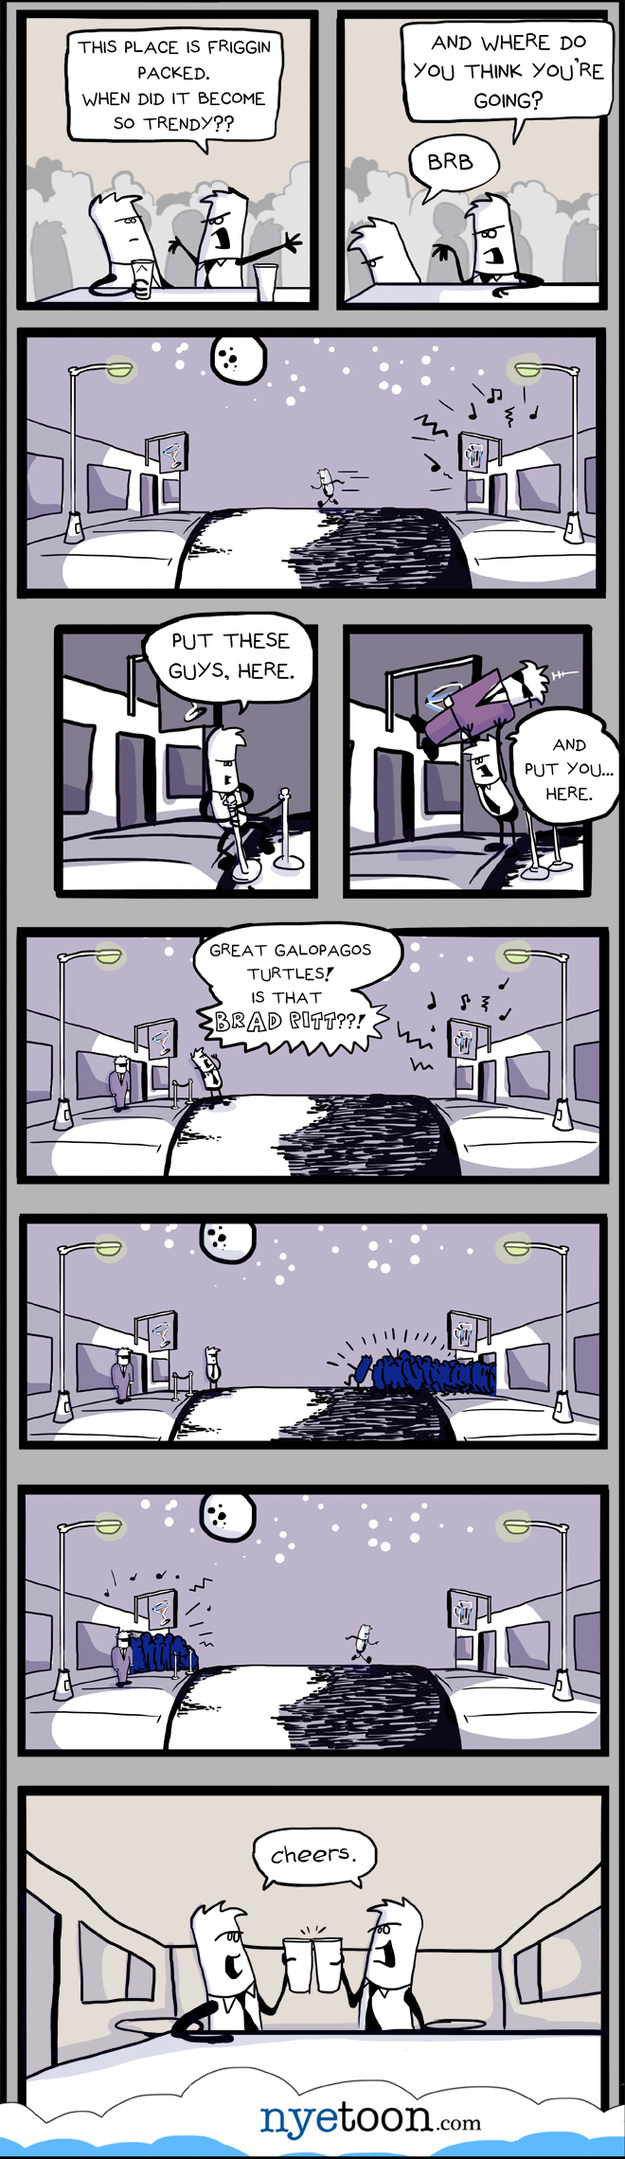 THIS PLACE IS FRIGGIN
PACKED.
WHEN DID IT BECOME
SO TRENDY??
AND WHERE DO
YOU THINK YOU'RE
GOING?
BRB
PUT THESE
GUYS, HERE.
AND
PUT YOU...
HERE.
GREAT GALOPAGOS
TURTLES!
IS THAT
BRAD PITT??!
cheers.
nyetoon.com